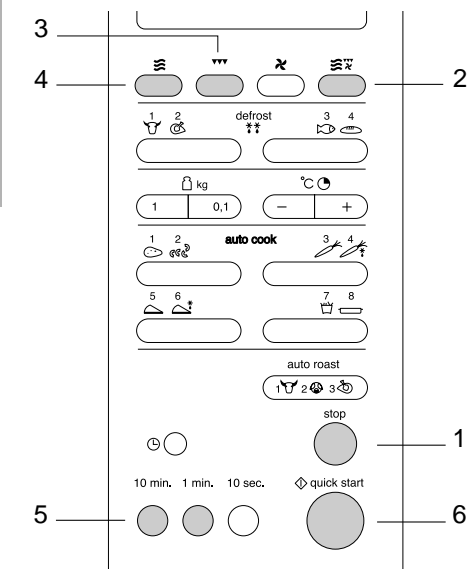 3
4
2
1 2 defrost 3 4
kg °C
1 0,1 − +
1 2 auto cook 3 4
5 6 7 8
auto roast
1 2 3
stop
1
10 min. 1 min. 10 sec. quick start
5
6